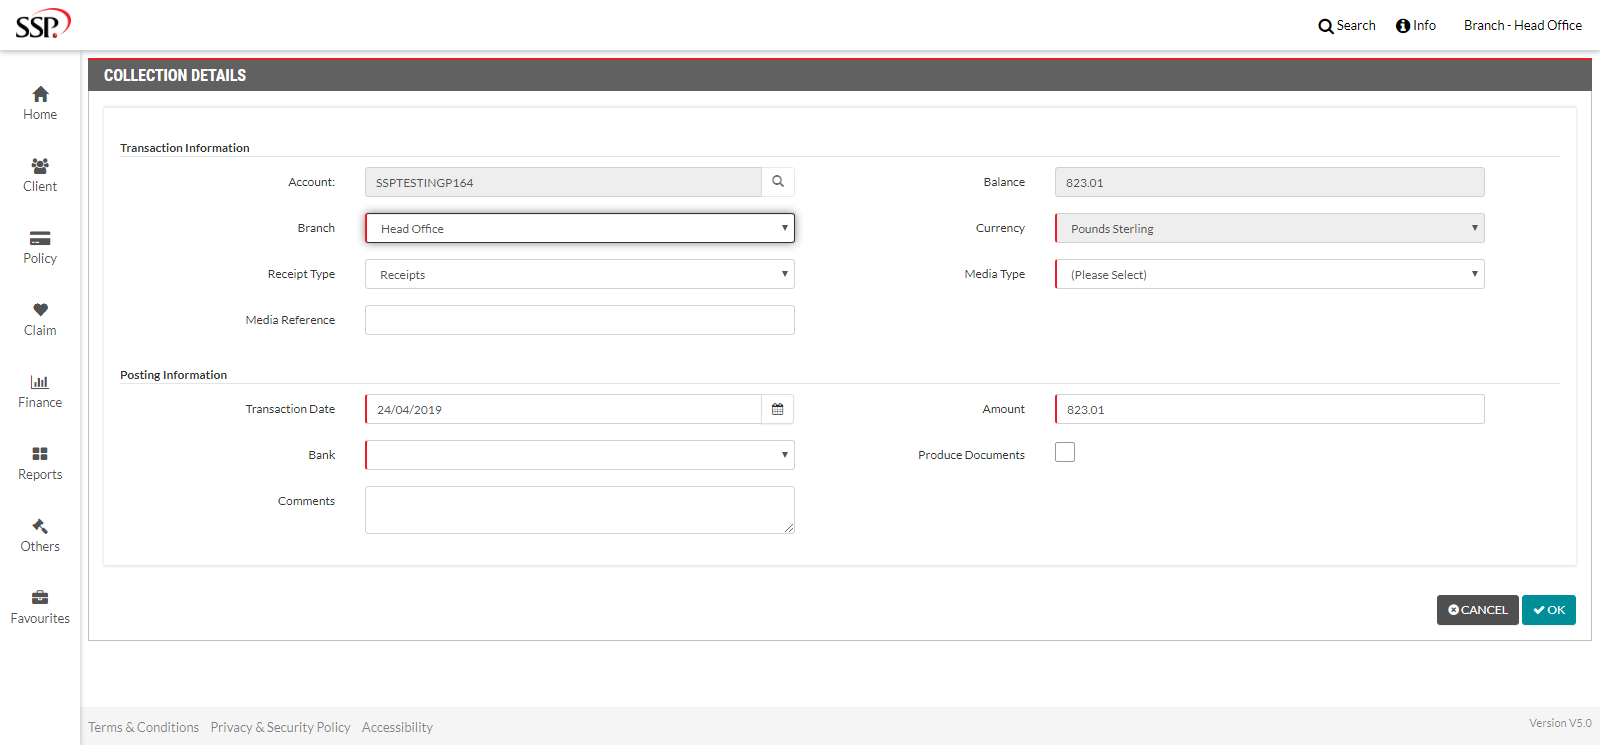 SSP.
Search Info Branch - Head Office
COLLECTION DETAILS
Home
Client
Policy
Claim
Finance
Reports
Others
Favourites
Transaction Information
Account: SSPTESTINGP164 Balance 823.01
Branch Head Office Currency Pounds Sterling
Receipt Type Receipts Media Type (Please Select)
Media Reference
Posting Information
Transaction Date 24/04/2019 Amount 823.01
Bank Produce Documents
Comments
CANCEL OK
Terms & Conditions Privacy & Security Policy Accessibility Version V5.0